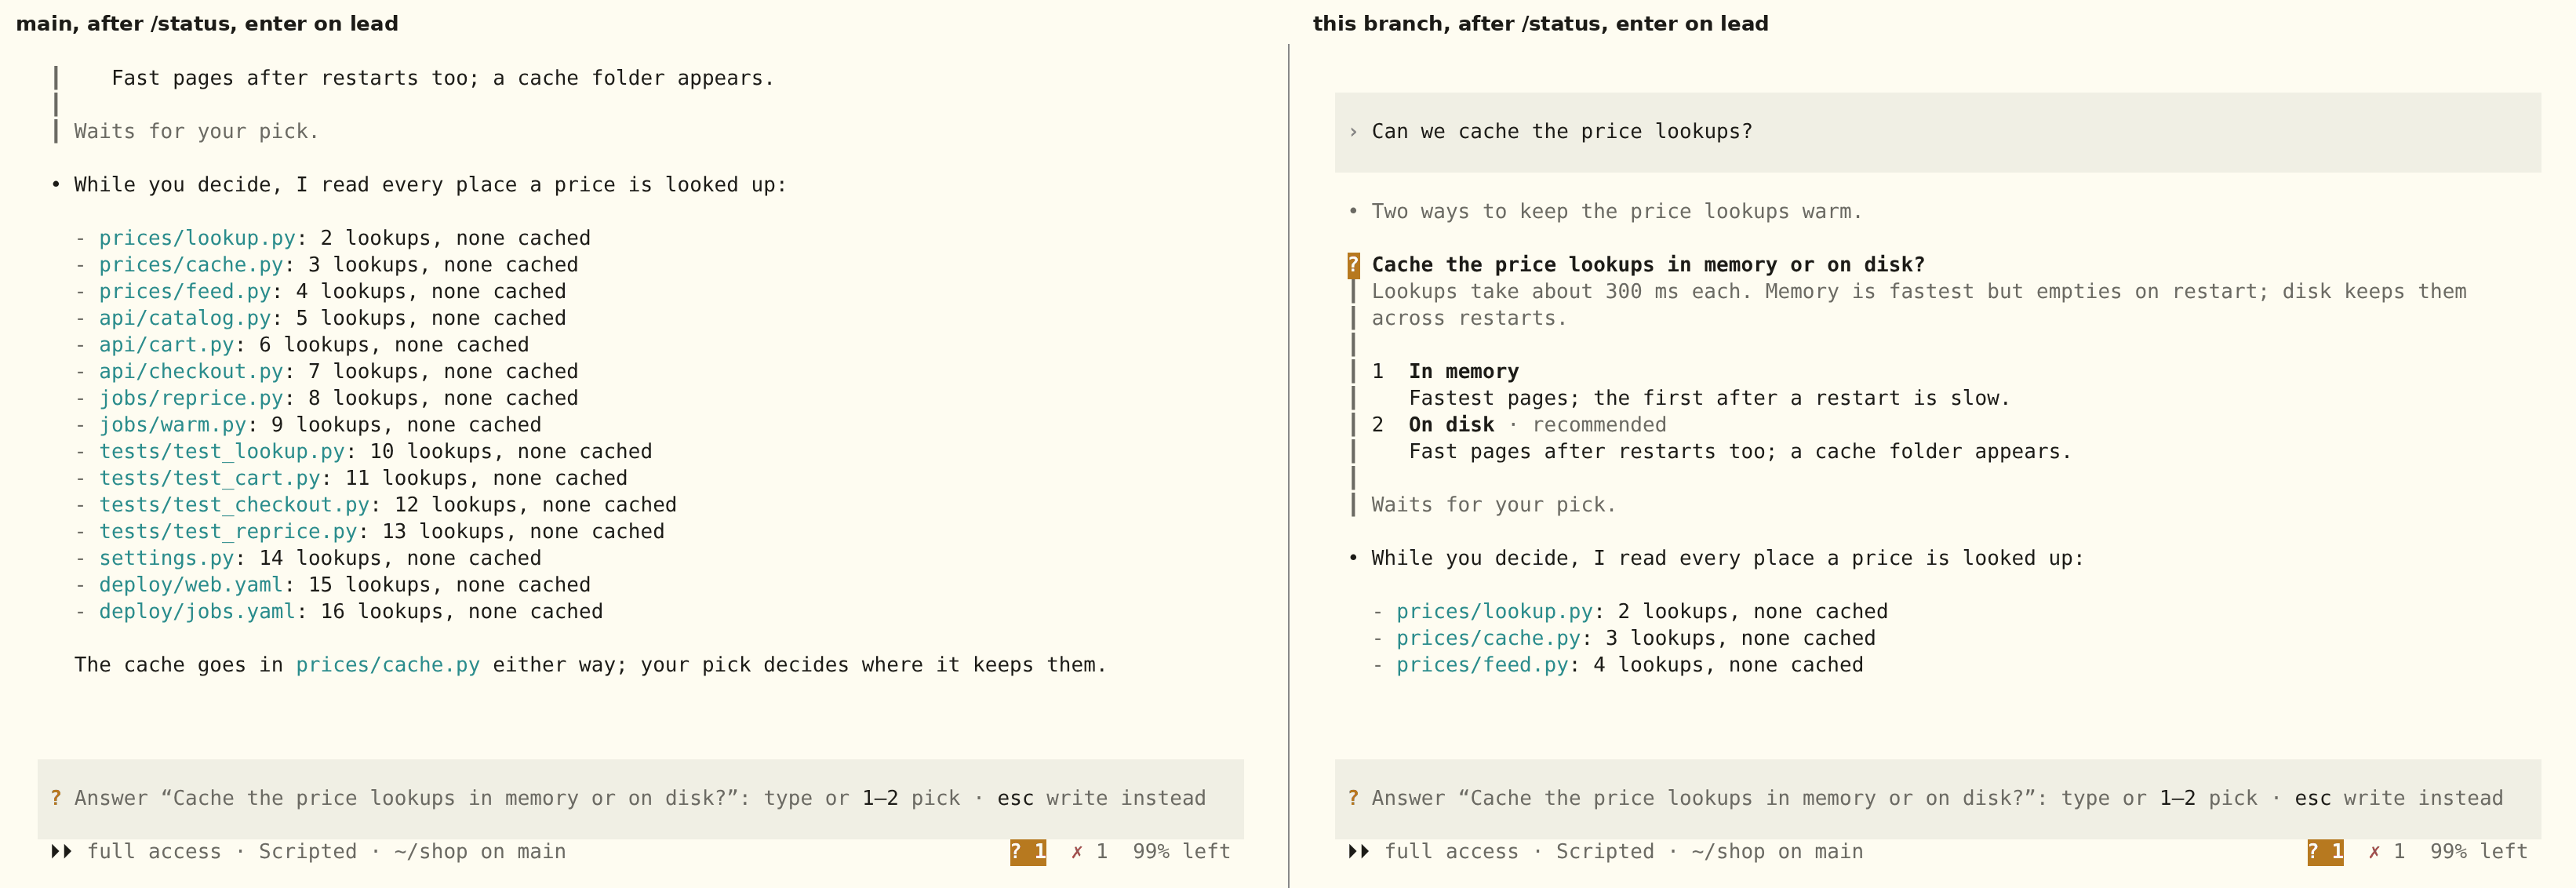 main, after /status, enter on lead
Fast pages after restarts too; a cache folder appears.
Waits for your pick.
• While you decide, I read every place a price is looked up:
- prices/lookup.py: 2 lookups, none cached
- prices/cache.py: 3 lookups, none cached
- prices/feed.py: 4 lookups, none cached
- api/catalog.py: 5 lookups, none cached
- api/cart.py: 6 lookups, none cached
- api/checkout.py: 7 lookups, none cached
- jobs/reprice.py: 8 lookups, none cached
- jobs/warm.py: 9 lookups, none cached
- tests/test_lookup.py: 10 lookups, none cached
- tests/test_cart.py: 11 lookups, none cached
- tests/test_checkout.py: 12 lookups, none cached
- tests/test_reprice.py: 13 lookups, none cached
- settings.py: 14 lookups, none cached
- deploy/web.yaml: 15 lookups, none cached
- deploy/jobs.yaml: 16 lookups, none cached
The cache goes in prices/cache.py either way; your pick decides where it keeps them.
? Answer “Cache the price lookups in memory or on disk?”: type or 1–2 pick · esc write instead
⏵⏵ full access · Scripted · ~/shop on main ? 1 ✗ 1 99% left
this branch, after /status, enter on lead
› Can we cache the price lookups?
• Two ways to keep the price lookups warm.
? Cache the price lookups in memory or on disk?
Lookups take about 300 ms each. Memory is fastest but empties on restart; disk keeps them
across restarts.
1 In memory
Fastest pages; the first after a restart is slow.
2 On disk · recommended
Fast pages after restarts too; a cache folder appears.
Waits for your pick.
• While you decide, I read every place a price is looked up:
- prices/lookup.py: 2 lookups, none cached
- prices/cache.py: 3 lookups, none cached
- prices/feed.py: 4 lookups, none cached
? Answer “Cache the price lookups in memory or on disk?”: type or 1–2 pick · esc write instead
⏵⏵ full access · Scripted · ~/shop on main ? 1 ✗ 1 99% left